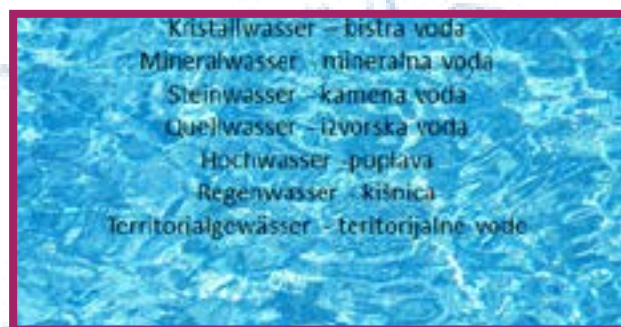 Kristallwasser – bistra voda
Mineralwasser - mineralna voda
Steinwasser - kamena voda
Quellwasser - izvorska voda
Hochwasser -poplava
Regenwasser - kišnica
Territorialgewässer - teritorijalne vode